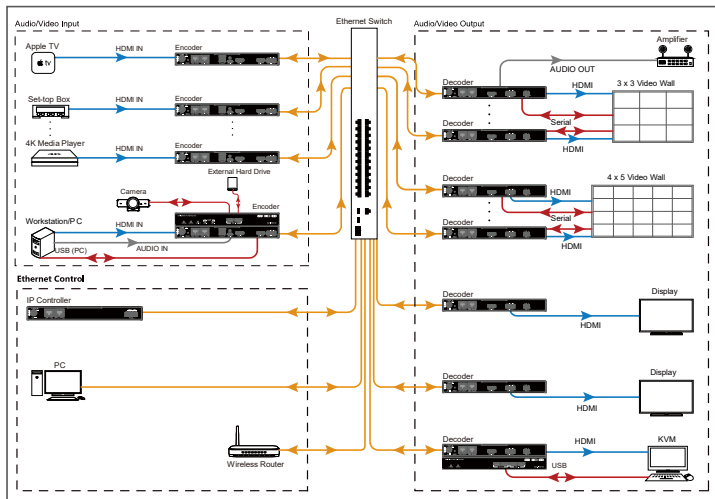 Audio/Video Input
Ethernet Switch
Audio/Video Output
Apple TV
tv
HDMI IN
Encoder
Amplifier
AUDIO OUT
Decoder
HDMI
3 x 3 Video Wall
Set-top Box
HDMI IN
Encoder
Serial
Decoder
HDMI
4K Media Player
HDMI IN
Encoder
External Hard Drive
Camera
Encoder
Decoder
HDMI
4 x 5 Video Wall
Workstation/PC
HDMI IN
USB (PC)
AUDIO IN
Serial
Decoder
HDMI
Ethernet Control
IP Controller
Decoder
HDMI
Display
PC
Decoder
HDMI
Display
Wireless Router
Decoder
HDMI
KVM
USB